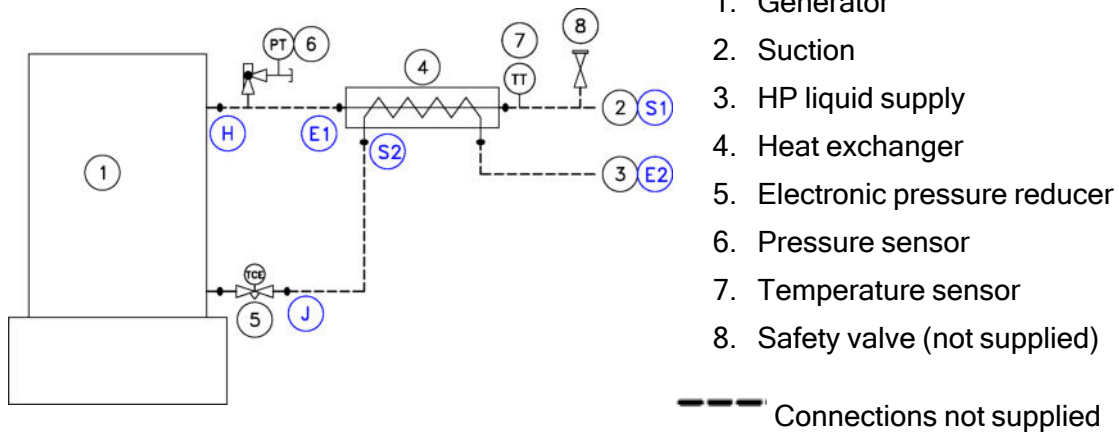 PT 6
7
8
4
TT
1. Generator
2. Suction
3. HP liquid supply
4. Heat exchanger
5. Electronic pressure reducer
6. Pressure sensor
7. Temperature sensor
8. Safety valve (not supplied)
Connections not supplied
H
E1
2 S1
S2
1
3 E2
TCE
5
J